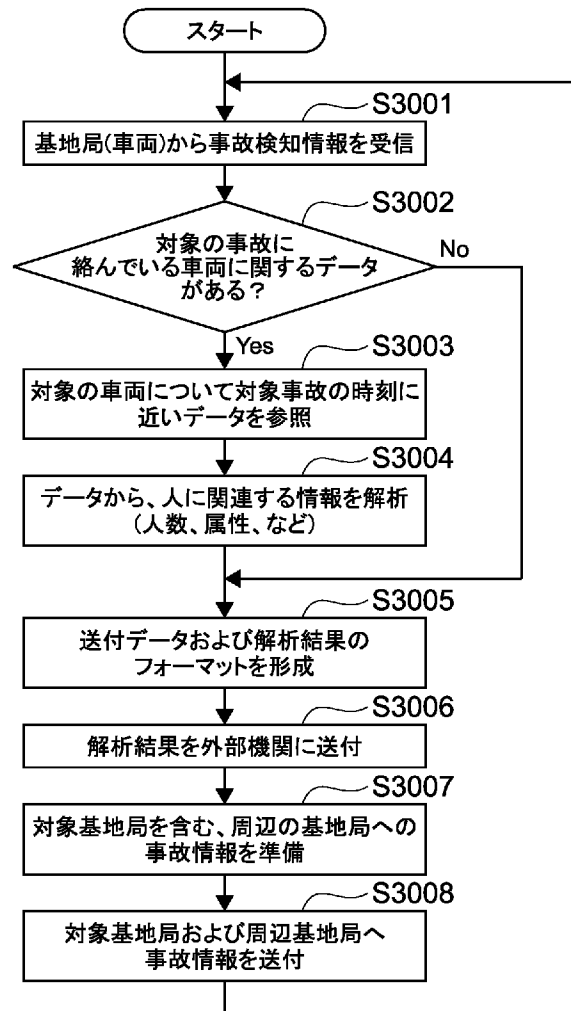 スタート
S3001
基地局(車両)から事故検知情報を受信
S3002
対象の事故に
絡んでいる車両に関するデータ
がある?
No
Yes
S3003
対象の車両について対象事故の時刻に
近いデータを参照
S3004
データから、人に関連する情報を解析
(人数、属性、など)
S3005
送付データおよび解析結果の
フォーマットを形成
S3006
解析結果を外部機関に送付
S3007
対象基地局を含む、周辺の基地局への
事故情報を準備
S3008
対象基地局および周辺基地局へ
事故情報を送付